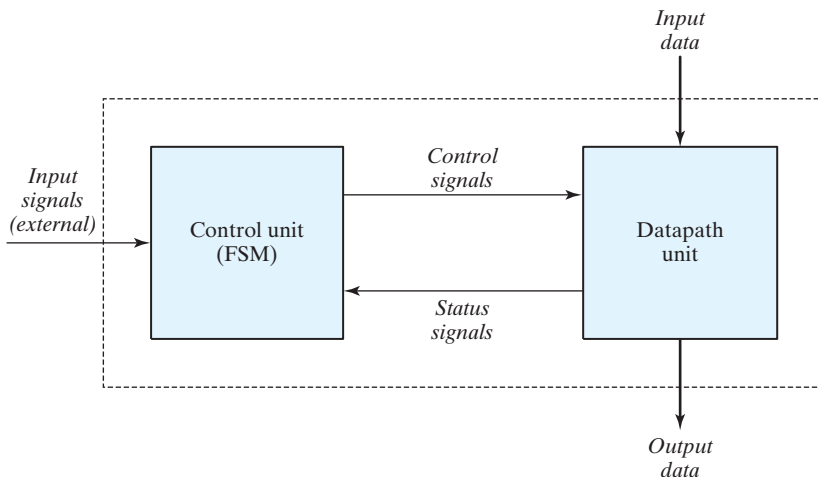 Input
data
Input
signals
(external)
Control unit
(FSM)
Control
signals
Status
signals
Datapath
unit
Output
data